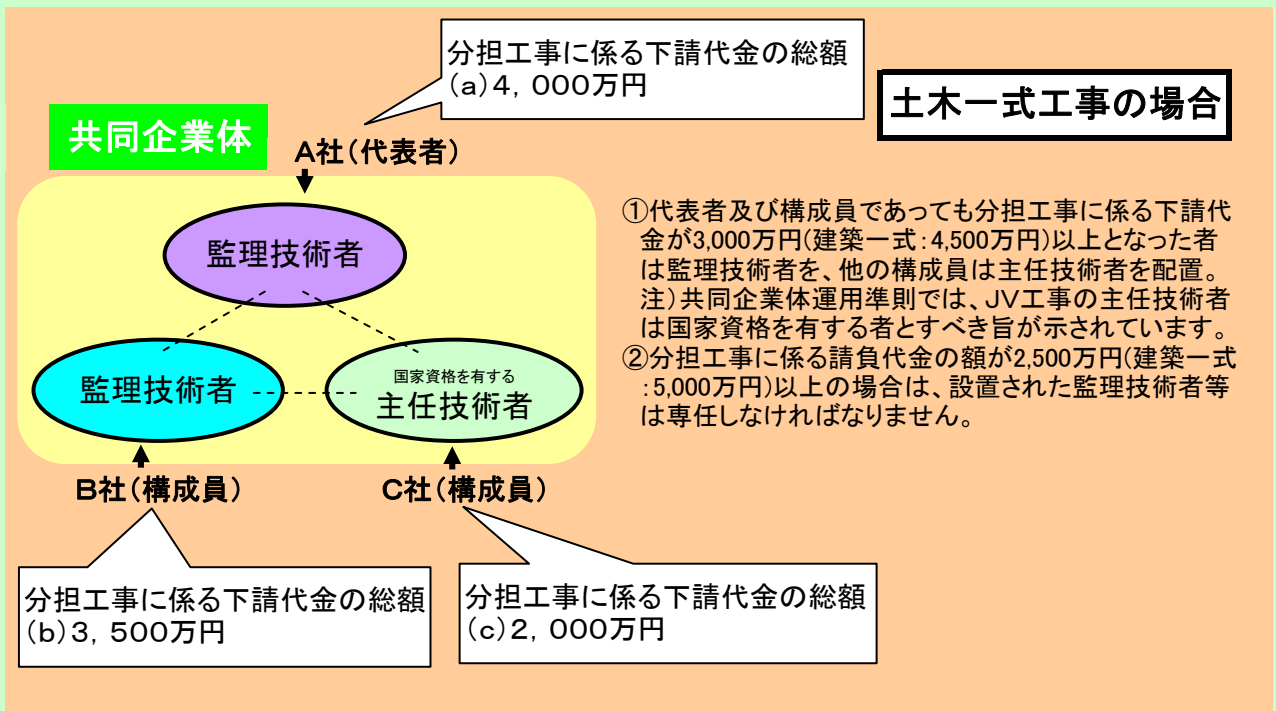 分担工事に係る下請代金の総額
(a)4,000万円
土木一式工事の場合
共同企業体
A社(代表者)
監理技術者
監理技術者
国家資格を有する
主任技術者
B社(構成員)
C社(構成員)
分担工事に係る下請代金の総額
(b)3,500万円
分担工事に係る下請代金の総額
(c)2,000万円
①代表者及び構成員であっても分担工事に係る下請代
金が3,000万円(建築一式:4,500万円)以上となった者
は監理技術者を、他の構成員は主任技術者を配置。
注)共同企業体運用準則では、JV工事の主任技術者
は国家資格を有する者とすべき旨が示されています。
②分担工事に係る請負代金の額が2,500万円(建築一式
:5,000万円)以上の場合は、設置された監理技術者等
は専任しなければなりません。